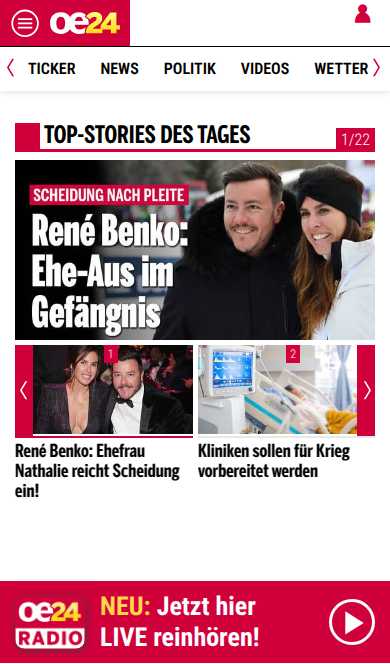 oe24
TICKER NEWS POLITIK VIDEOS WETTER
TOP-STORIES DES TAGES
1/22
SCHEIDUNG NACH PLEITE
René Benko:
Ehe-Aus im
Gefängnis
1
2
René Benko: Ehefrau
Nathalie reicht Scheidung
ein!
Kliniken sollen für Krieg
vorbereitet werden
oe24
RADIO
NEU: Jetzt hier
LIVE reinhören!